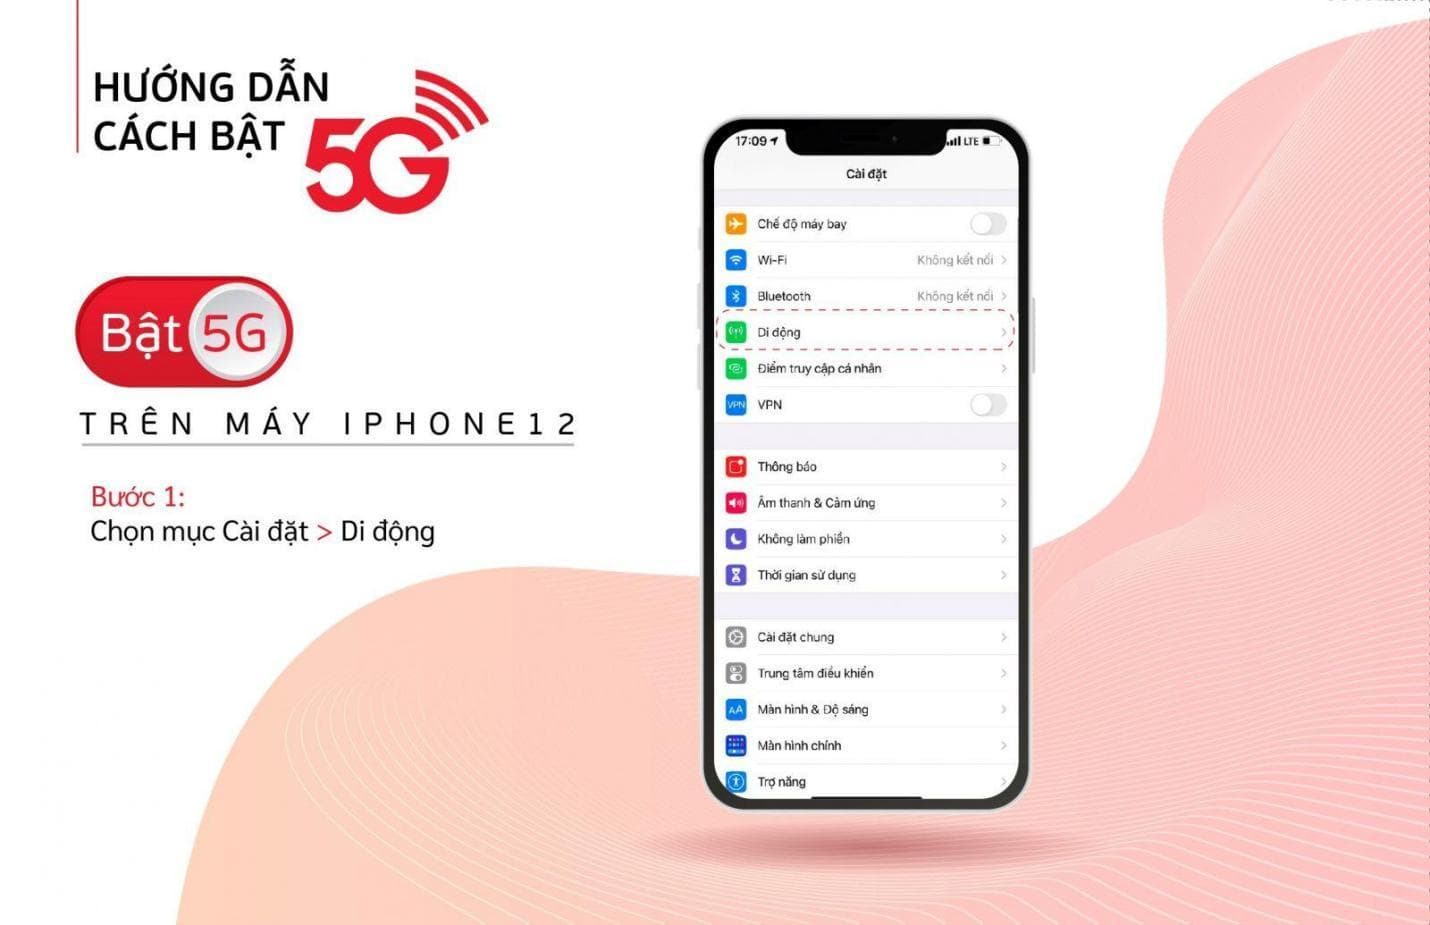 HƯỚNG DẪN
CÁCH BẬT 5G
Bật 5G
TRÊN MÁY IPHONE12
Bước 1:
Chọn mục Cài đặt > Di động
17:09
LTE
Cài đặt
Chế độ máy bay
Wi-Fi Không kết nối
Bluetooth Không kết nối
Di động
Điểm truy cập cá nhân
VPN VPN
Thông báo
Âm thanh & Cảm ứng
Không làm phiền
Thời gian sử dụng
Cài đặt chung
Trung tâm điều khiển
AA Màn hình & Độ sáng
Màn hình chính
Trợ năng